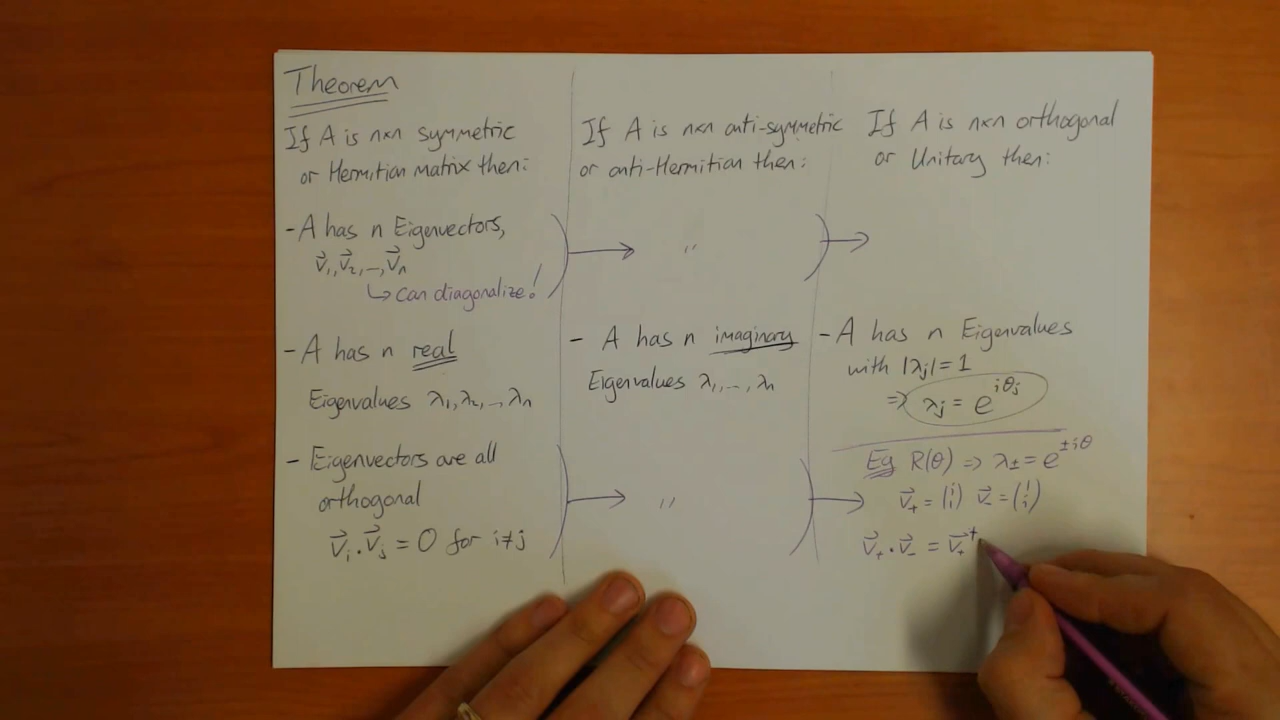 Theorem
If A is n×n symmetric
or Hermitian matrix then:
- A has n Eigenvectors,
v⃗₁, v⃗₂, ..., v⃗ₙ
↳ can diagonalize!
- A has n real
Eigenvalues λ₁, λ₂, ..., λₙ
- Eigenvectors are all
orthogonal
v⃗ᵢ · v⃗ⱼ = 0 for i≠j
If A is n×n anti-symmetric
or anti-Hermitian then:
→ "
- A has n imaginary
Eigenvalues λ₁, ..., λₙ
→ "
If A is n×n orthogonal
or Unitary then:
→
- A has n Eigenvalues
with |λⱼ| = 1
⇒ λⱼ = e^{iθⱼ}
→
Eg R(θ) ⇒ λ± = e^{±iθ}
v⃗₊ = v⃗₋ =
v⃗₊ · v⃗₋ = v⃗₊†